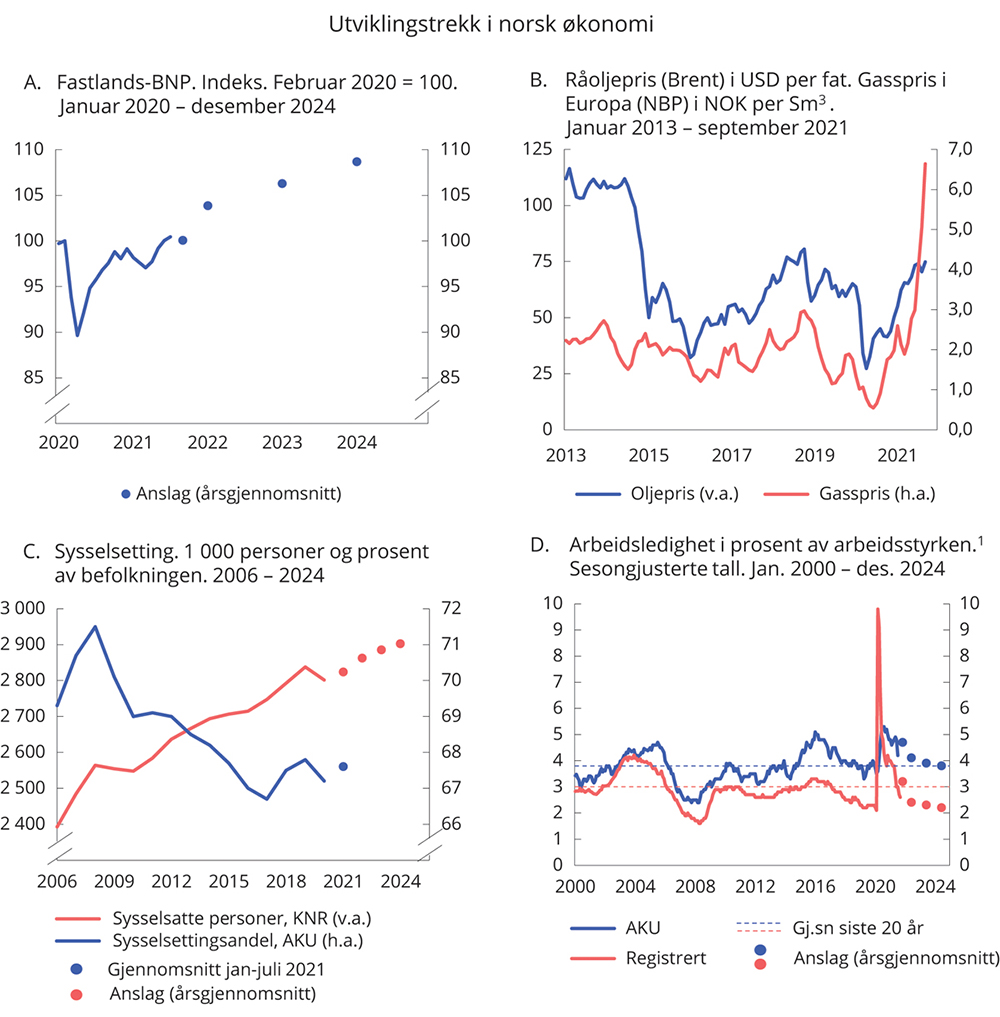 Utviklingstrekk i norsk økonomi
A. Fastlands-BNP. Indeks. Februar 2020 = 100.
Januar 2020 – desember 2024
110
105
100
95
90
85
110
105
100
95
90
85
2020 2021 2022 2023 2024
Anslag (årsgjennomsnitt)
B. Råoljepris (Brent) i USD per fat. Gasspris i
Europa (NBP) i NOK per Sm³.
Januar 2013 – september 2021
125
100
75
50
25
0
7,0
6,0
5,0
4,0
3,0
2,0
1,0
0,0
2013 2015 2017 2019 2021
Oljepris (v.a.) Gasspris (h.a.)
C. Sysselsetting. 1 000 personer og prosent
av befolkningen. 2006 – 2024
3 000
2 900
2 800
2 700
2 600
2 500
2 400
72
71
70
69
68
67
66
2006 2009 2012 2015 2018 2021 2024
Sysselsatte personer, KNR (v.a.)
Sysselsettingsandel, AKU (h.a.)
Gjennomsnitt jan-juli 2021
Anslag (årsgjennomsnitt)
D. Arbeidsledighet i prosent av arbeidsstyrken.¹
Sesongjusterte tall. Jan. 2000 – des. 2024
10
9
8
7
6
5
4
3
2
1
0
10
9
8
7
6
5
4
3
2
1
0
2000 2004 2008 2012 2016 2020 2024
AKU Gj.sn siste 20 år
Registrert Anslag (årsgjennomsnitt)